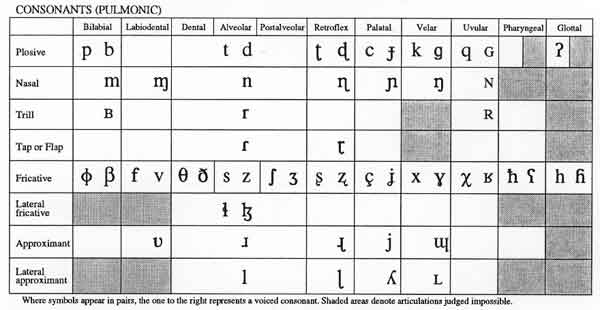 CONSONANTS (PULMONIC)
Bilabial Labiodental Dental Alveolar Postalveolar Retroflex Palatal Velar Uvular Pharyngeal Glottal
Plosive p b t d ʈ ɖ c ɟ k ɡ q ɢ ʔ
Nasal m ɱ n ɳ ɲ ŋ ɴ
Trill ʙ r ʀ
Tap or Flap ɾ ɽ
Fricative ɸ β f v θ ð s z ʃ ʒ ʂ ʐ ç ʝ x ɣ χ ʁ ħ ʕ h ɦ
Lateral
fricative ɬ ɮ
Approximant ʋ ɹ ɻ j ɰ
Lateral
approximant l ɭ ʎ ʟ
Where symbols appear in pairs, the one to the right represents a voiced consonant. Shaded areas denote articulations judged impossible.